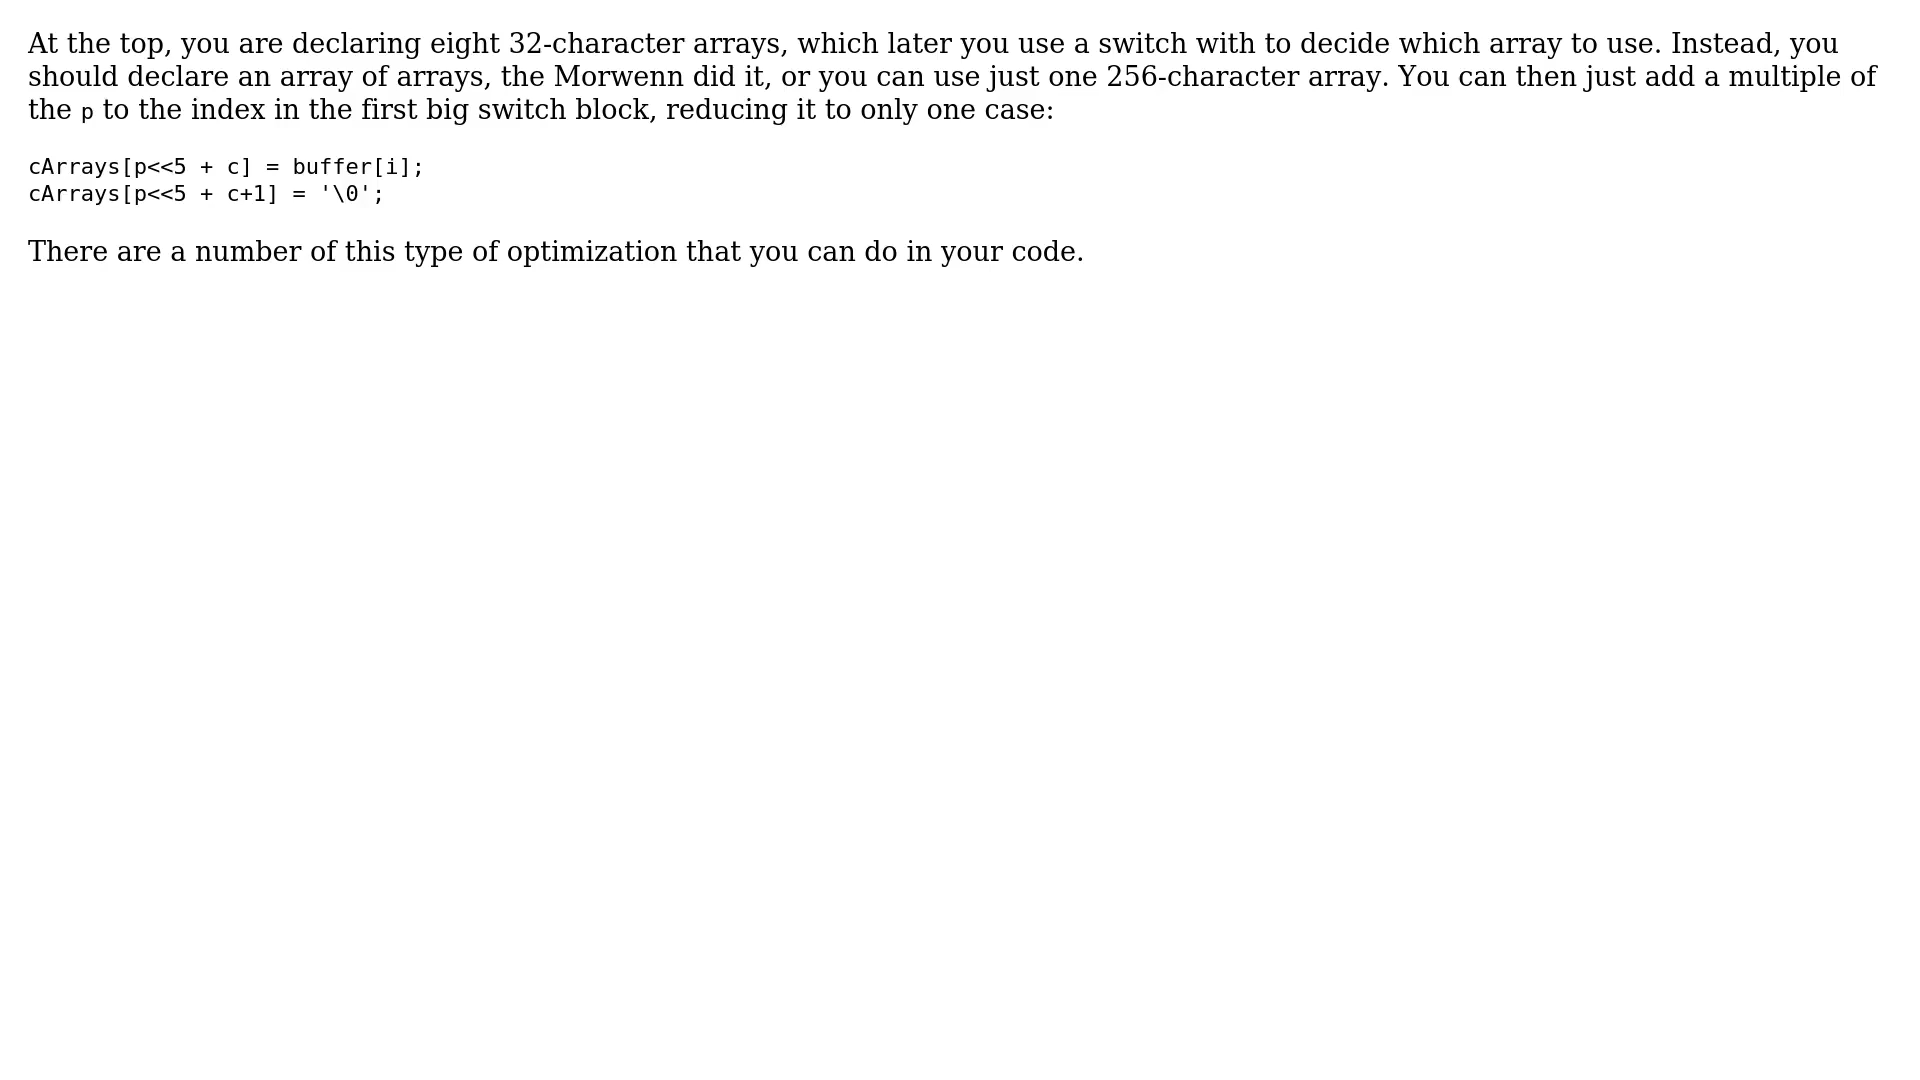 At the top, you are declaring eight 32-character arrays, which later you use a switch with to decide which array to use. Instead, you
should declare an array of arrays, the Morwenn did it, or you can use just one 256-character array. You can then just add a multiple of
the p to the index in the first big switch block, reducing it to only one case:
cArrays[p<<5 + c] = buffer[i];
cArrays[p<<5 + c+1] = '\0';
There are a number of this type of optimization that you can do in your code.